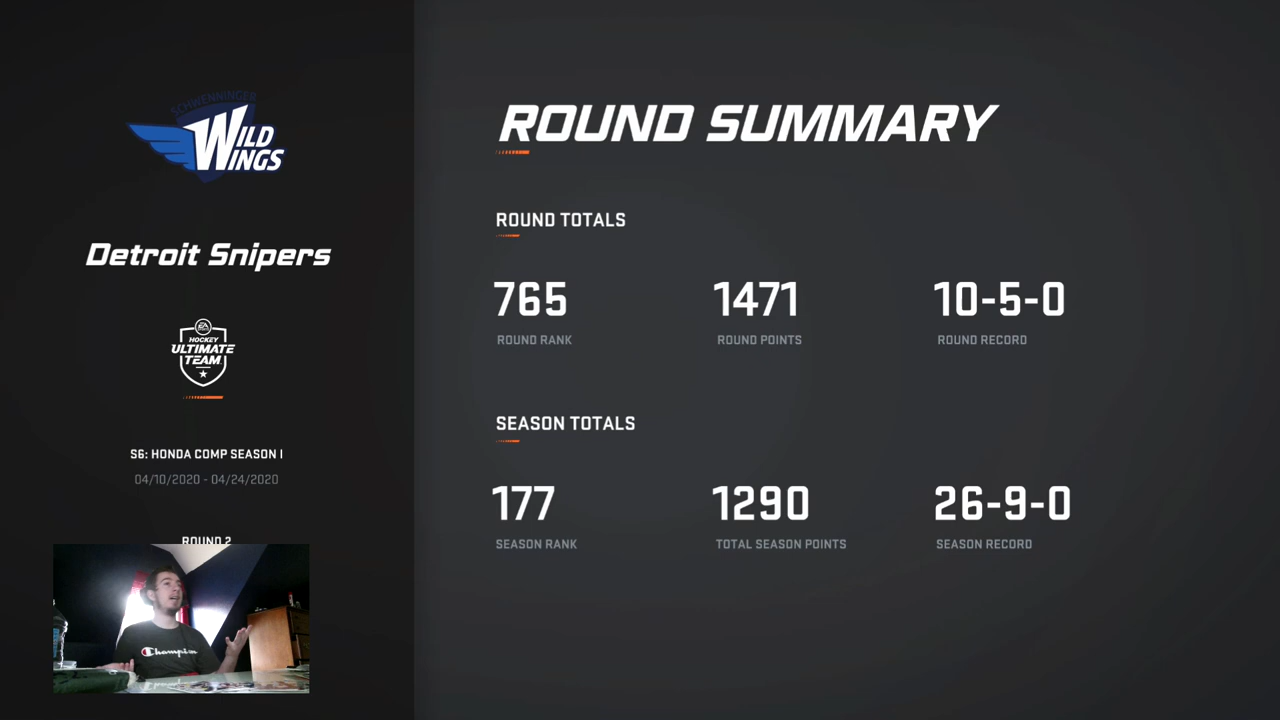 SCHWENNINGER
WILD
WINGS
Detroit Snipers
EA
SPORTS
HOCKEY
ULTIMATE
TEAM
S6: HONDA COMP SEASON I
04/10/2020 - 04/24/2020
ROUND 2
Champion
ROUND SUMMARY
ROUND TOTALS
765 1471 10-5-0
ROUND RANK ROUND POINTS ROUND RECORD
SEASON TOTALS
177 1290 26-9-0
SEASON RANK TOTAL SEASON POINTS SEASON RECORD